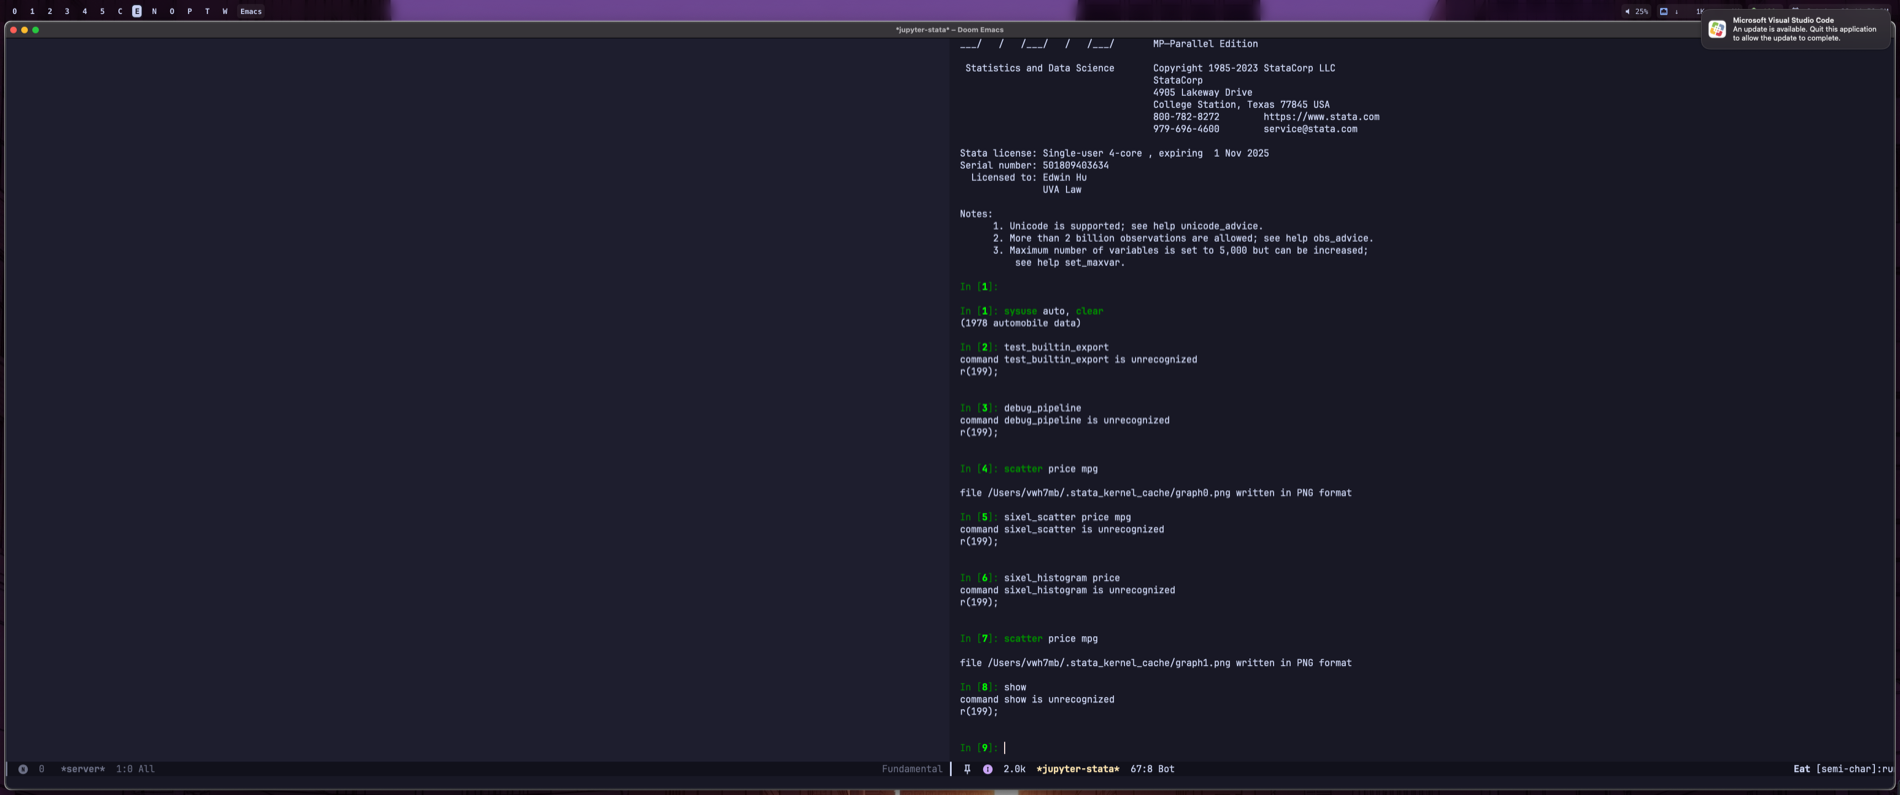 0 1 2 3 4 5 C E N O P T W Emacs
25%
*jupyter-stata* – Doom Emacs
Microsoft Visual Studio Code
An update is available. Quit this application
to allow the update to complete.
___/ / /___/ / /___/ MP—Parallel Edition
Statistics and Data Science Copyright 1985-2023 StataCorp LLC
StataCorp
4905 Lakeway Drive
College Station, Texas 77845 USA
800-782-8272 https://www.stata.com
979-696-4600 service@stata.com
Stata license: Single-user 4-core , expiring 1 Nov 2025
Serial number: 501809403634
Licensed to: Edwin Hu
UVA Law
Notes:
1. Unicode is supported; see help unicode_advice.
2. More than 2 billion observations are allowed; see help obs_advice.
3. Maximum number of variables is set to 5,000 but can be increased;
see help set_maxvar.
In [1]:
In [1]: sysuse auto, clear
(1978 automobile data)
In [2]: test_builtin_export
command test_builtin_export is unrecognized
r(199);
In [3]: debug_pipeline
command debug_pipeline is unrecognized
r(199);
In [4]: scatter price mpg
file /Users/vwh7mb/.stata_kernel_cache/graph0.png written in PNG format
In [5]: sixel_scatter price mpg
command sixel_scatter is unrecognized
r(199);
In [6]: sixel_histogram price
command sixel_histogram is unrecognized
r(199);
In [7]: scatter price mpg
file /Users/vwh7mb/.stata_kernel_cache/graph1.png written in PNG format
In [8]: show
command show is unrecognized
r(199);
In [9]:
0 *server* 1:0 All Fundamental
2.0k *jupyter-stata* 67:8 Bot Eat [semi-char]:ru